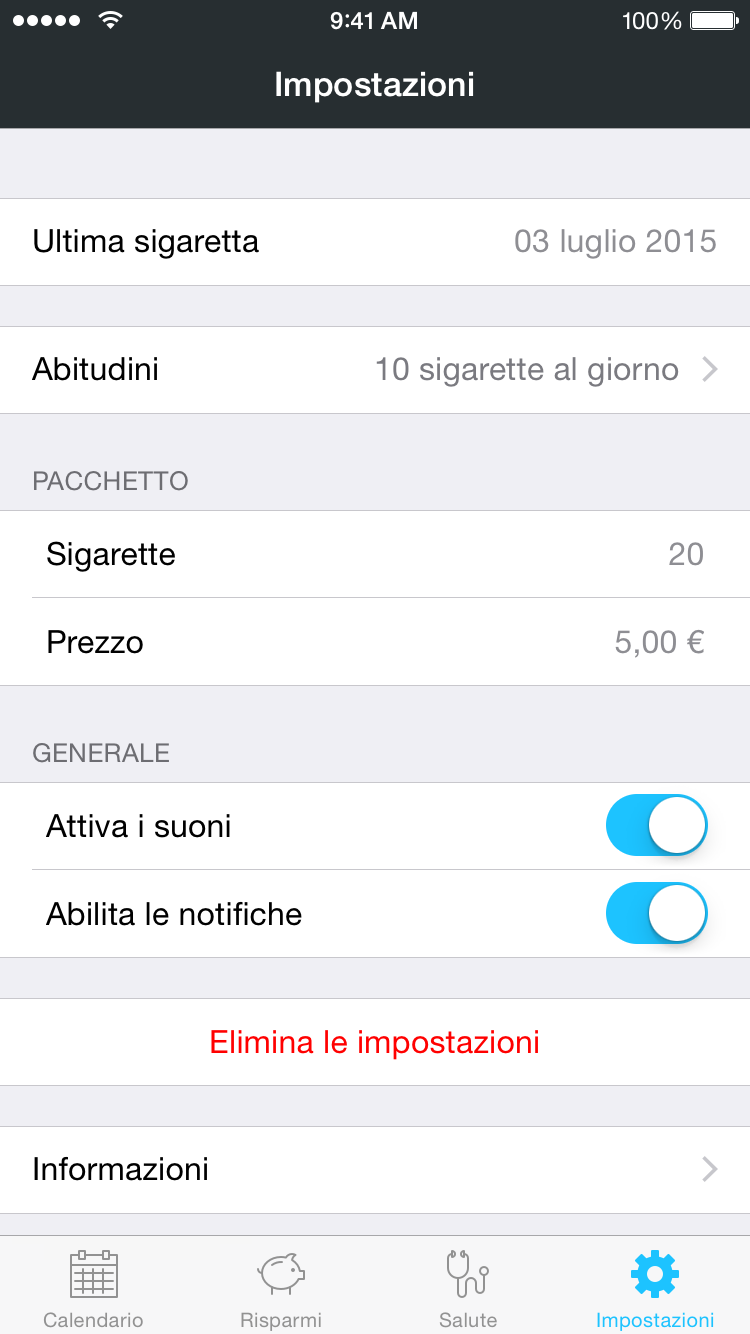 9:41 AM 100%
Impostazioni
Ultima sigaretta 03 luglio 2015
Abitudini 10 sigarette al giorno
PACCHETTO
Sigarette 20
Prezzo 5,00 €
GENERALE
Attiva i suoni
Abilita le notifiche
Elimina le impostazioni
Informazioni
Calendario Risparmi Salute Impostazioni